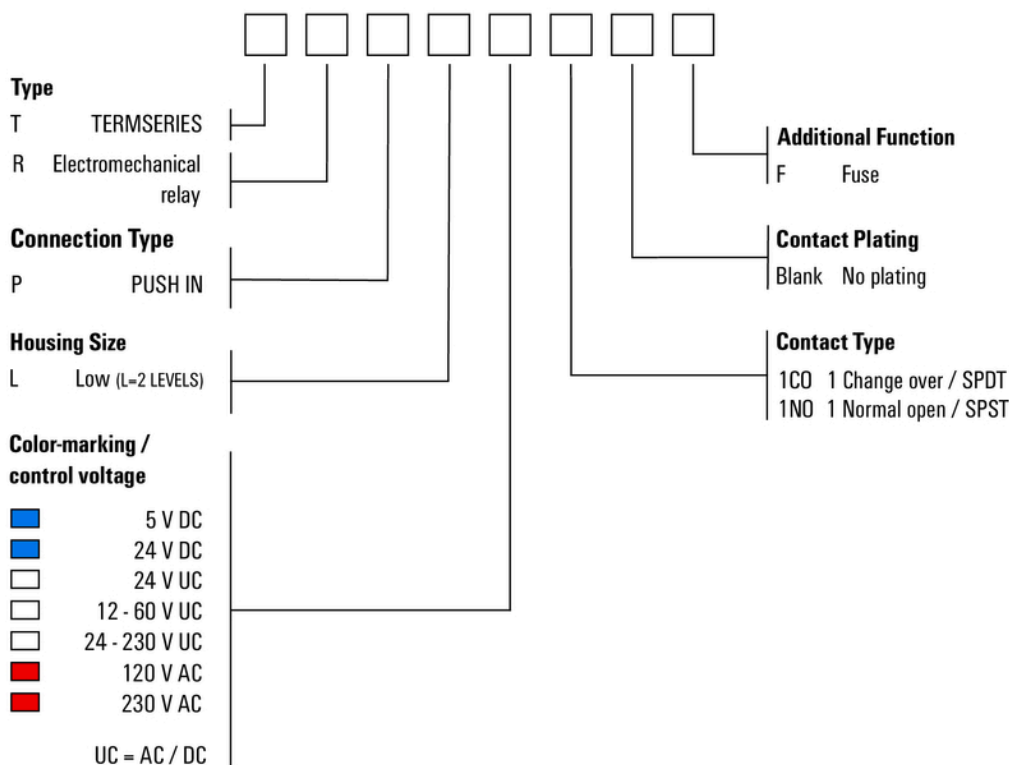 Type
T TERMSERIES
R Electromechanical
relay
Connection Type
P PUSH IN
Housing Size
L Low (L=2 LEVELS)
Color-marking /
control voltage
5 V DC
24 V DC
24 V UC
12 - 60 V UC
24 - 230 V UC
120 V AC
230 V AC
UC = AC / DC
Additional Function
F Fuse
Contact Plating
Blank No plating
Contact Type
1CO 1 Change over / SPDT
1NO 1 Normal open / SPST